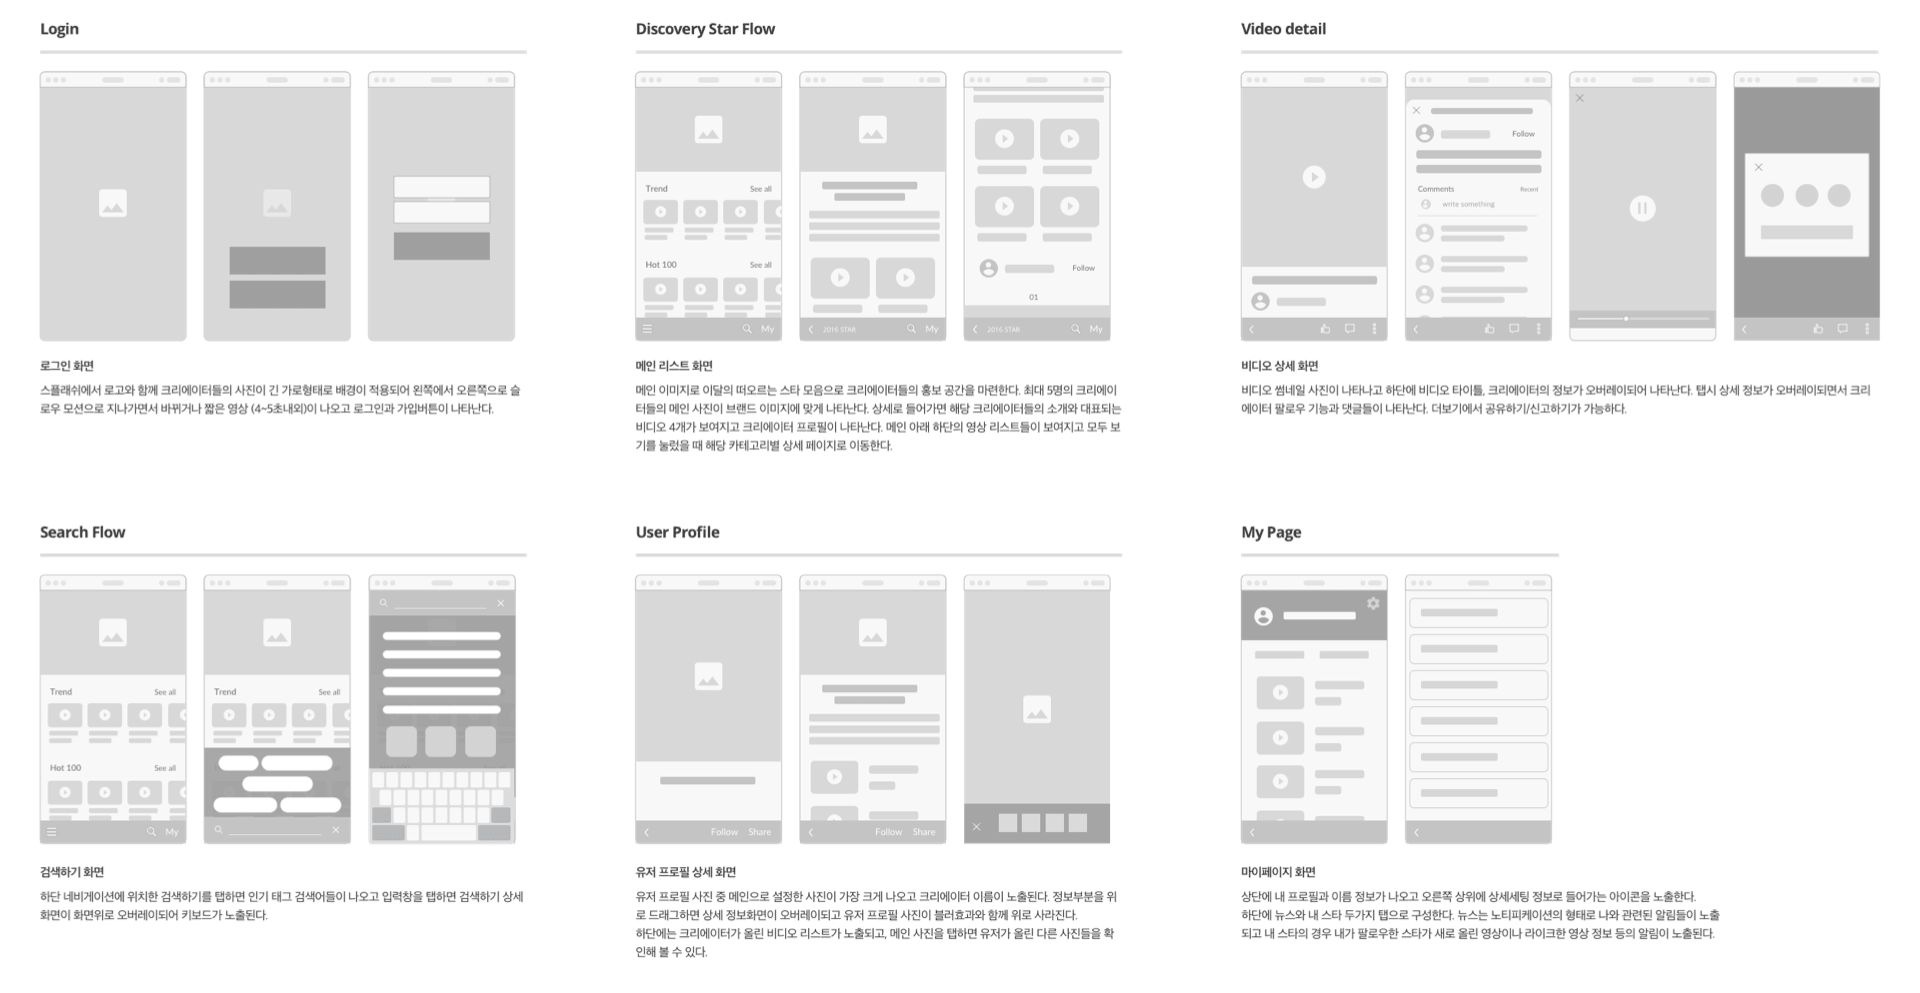 Login
로그인 화면
스플래쉬에서 로고와 함께 크리에이터들의 사진이 긴 가로형태로 배경이 적용되어 왼쪽에서 오른쪽으로 슬
로우 모션으로 지나가면서 바뀌거나 짧은 영상 (4~5초내외)이 나오고 로그인과 가입버튼이 나타난다.
Discovery Star Flow
Trend See all
Hot 100 See all
My
2016 STAR My
Follow
01
2016 STAR My
메인 리스트 화면
메인 이미지로 이달의 떠오르는 스타 모음으로 크리에이터들의 홍보 공간을 마련한다. 최대 5명의 크리에이
터들의 메인 사진이 브랜드 이미지에 맞게 나타난다. 상세로 들어가면 해당 크리에이터들의 소개와 대표되는
비디오 4개가 보여지고 크리에이터 프로필이 나타난다. 메인 아래 하단의 영상 리스트들이 보여지고 모두 보
기를 눌렀을 때 해당 카테고리별 상세 페이지로 이동한다.
Video detail
Follow
Comments Recent
write something
비디오 상세 화면
비디오 썸네일 사진이 나타나고 하단에 비디오 타이틀, 크리에이터의 정보가 오버레이되어 나타난다. 탭시 상세 정보가 오버레이되면서 크리
에이터 팔로우 기능과 댓글들이 나타난다. 더보기에서 공유하기/신고하기가 가능하다.
Search Flow
Trend See all
Hot 100 See all
My
Trend See all
검색하기 화면
하단 네비게이션에 위치한 검색하기를 탭하면 인기 태그 검색어들이 나오고 입력창을 탭하면 검색하기 상세
화면이 화면위로 오버레이되어 키보드가 노출된다.
User Profile
Follow Share
Follow Share
유저 프로필 상세 화면
유저 프로필 사진 중 메인으로 설정한 사진이 가장 크게 나오고 크리에이터 이름이 노출된다. 정보부분을 위
로 드래그하면 상세 정보화면이 오버레이되고 유저 프로필 사진이 블러효과와 함께 위로 사라진다.
하단에는 크리에이터가 올린 비디오 리스트가 노출되고, 메인 사진을 탭하면 유저가 올린 다른 사진들을 확
인해 볼 수 있다.
My Page
마이페이지 화면
상단에 내 프로필과 이름 정보가 나오고 오른쪽 상위에 상세세팅 정보로 들어가는 아이콘을 노출한다.
하단에 뉴스와 내 스타 두가지 탭으로 구성한다. 뉴스는 노티피케이션의 형태로 나와 관련된 알림들이 노출
되고 내 스타의 경우 내가 팔로우한 스타가 새로 올린 영상이나 라이크한 영상 정보 등의 알림이 노출된다.